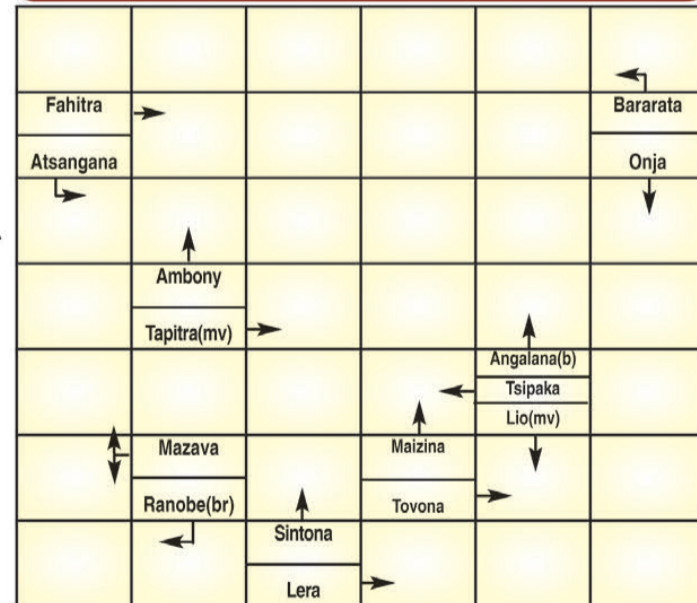 Fahitra
Bararata
Atsangana
Onja
Ambony
Tapitra(mv)
Angalana(b)
Tsipaka
Lio(mv)
Mazava
Maizina
Ranobe(br)
Tovona
Sintona
Lera